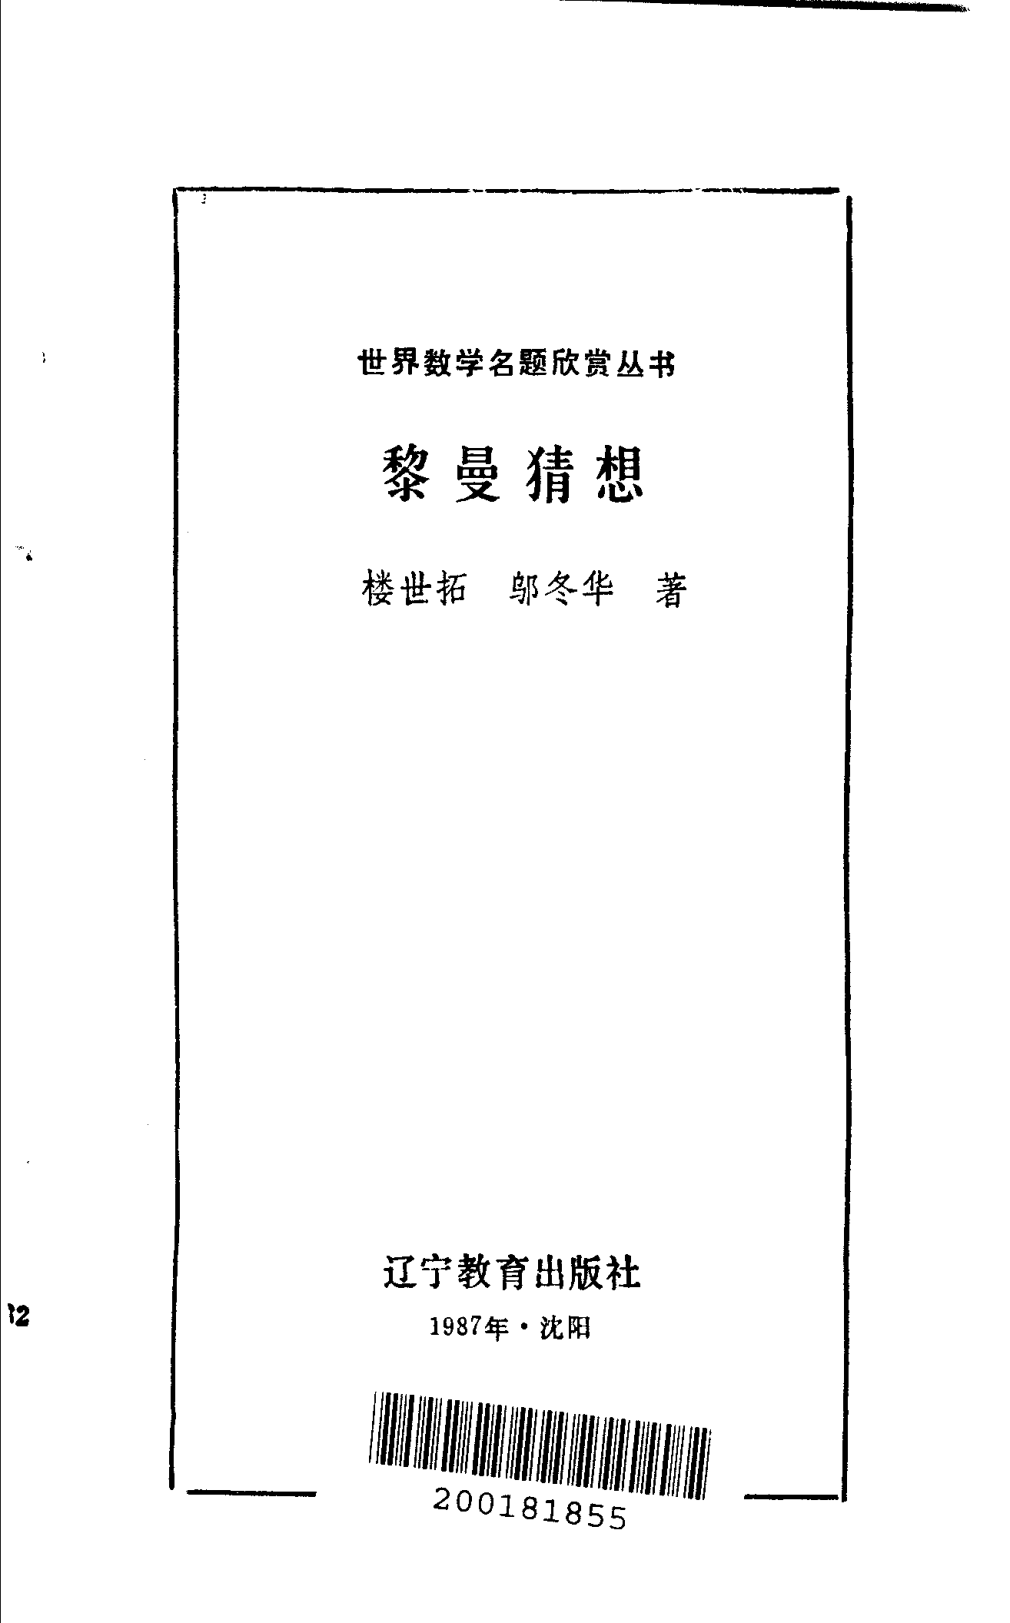 世界数学名题欣赏丛书
黎曼猜想
楼世拓 邬冬华 著
辽宁教育出版社
1987年·沈阳
200181855